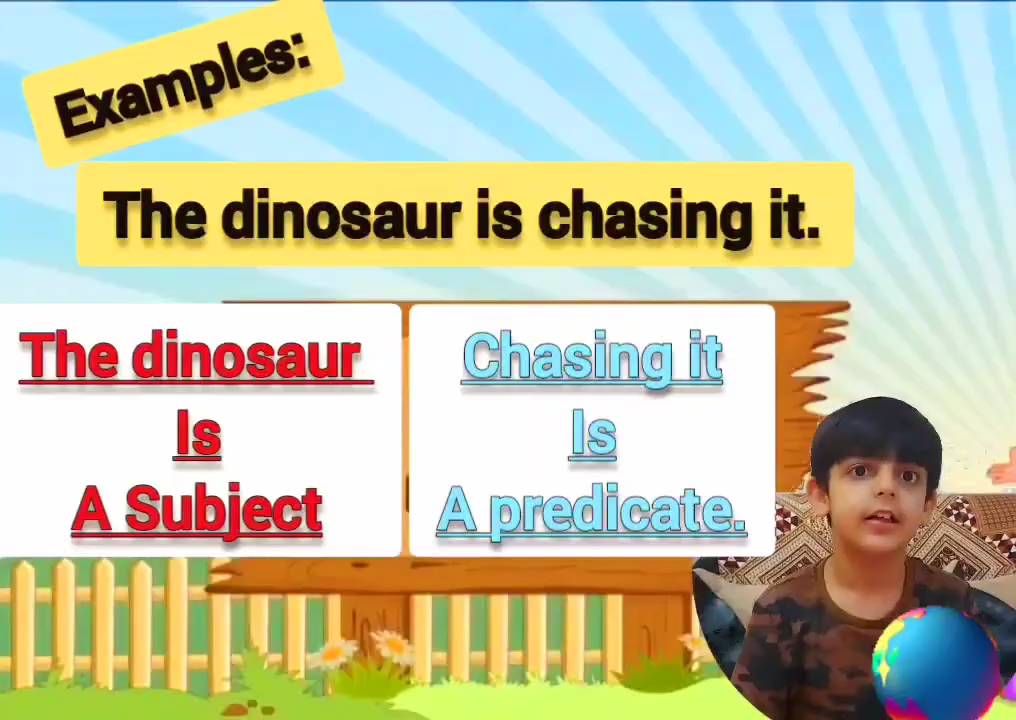 Examples:
The dinosaur is chasing it.
The dinosaur
Is
A Subject
Chasing it
Is
A predicate.